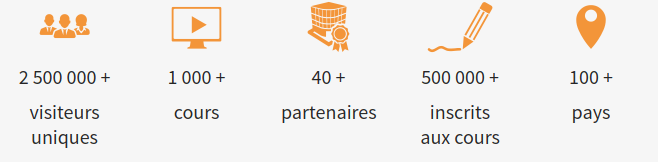 2 500 000 + 1 000 + 40 + 500 000 + 100 +
visiteurs cours partenaires inscrits pays
uniques aux cours